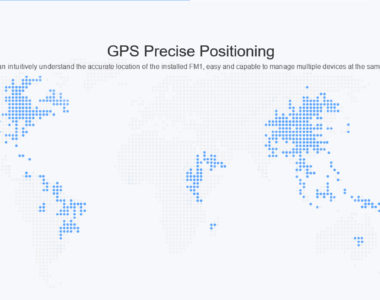 GPS Precise Positioning
an intuitively understand the accurate location of the installed FM1, easy and capable to manage multiple devices at the sam